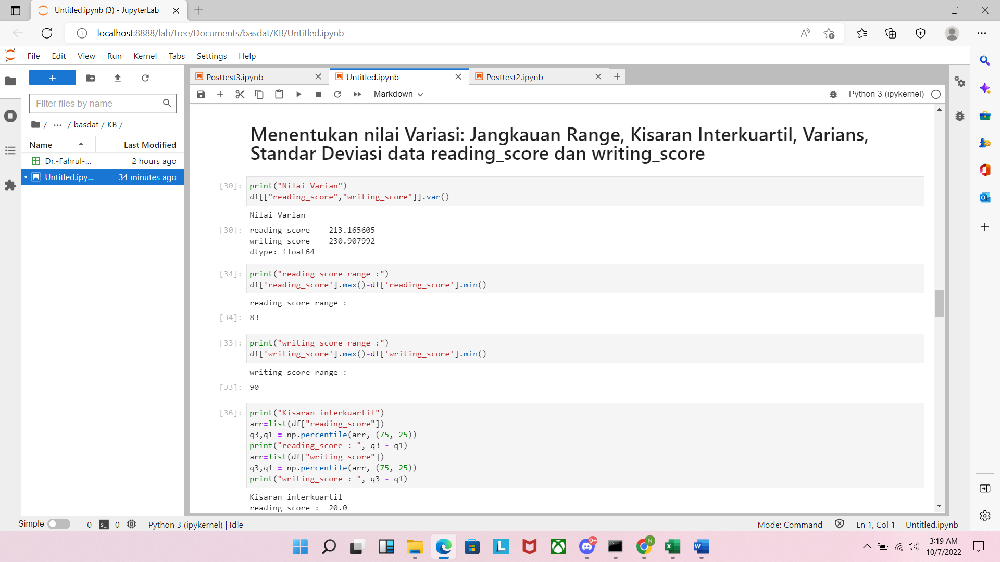 Untitled.ipynb (3) - JupyterLab
localhost:8888/lab/tree/Documents/basdat/KB/Untitled.ipynb
File Edit View Run Kernel Tabs Settings Help
Posttest3.ipynb Untitled.ipynb Posttest2.ipynb
Markdown Python 3 (ipykernel)
Filter files by name
/ ... / basdat / KB /
Name Last Modified
Dr.-Fahrul-... 2 hours ago
Untitled.ipy... 34 minutes ago
Menentukan nilai Variasi: Jangkauan Range, Kisaran Interkuartil, Varians,
Standar Deviasi data reading_score dan writing_score
[30]: print("Nilai Varian")
df[["reading_score","writing_score"]].var()
Nilai Varian
[30]: reading_score 213.165605
writing_score 230.907992
dtype: float64
[34]: print("reading score range :")
df['reading_score'].max()-df['reading_score'].min()
reading score range :
[34]: 83
[33]: print("writing score range :")
df['writing_score'].max()-df['writing_score'].min()
writing score range :
[33]: 90
[36]: print("Kisaran interkuartil")
arr=list(df["reading_score"])
q3,q1 = np.percentile(arr, (75, 25))
print("reading_score : ", q3 - q1)
arr=list(df["writing_score"])
q3,q1 = np.percentile(arr, (75, 25))
print("writing_score : ", q3 - q1)
Kisaran interkuartil
reading_score : 20.0
Simple 0 $_ 0 Python 3 (ipykernel) | Idle Mode: Command Ln 1, Col 1 Untitled.ipynb
9+ N
3:19 AM
10/7/2022